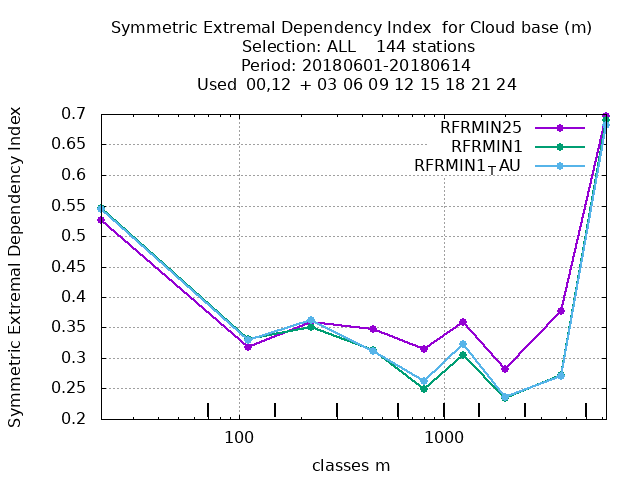 Symmetric Extremal Dependency Index  for Cloud base (m)
Selection: ALL    144 stations
Period: 20180601-20180614
Used  00,12  + 03 06 09 12 15 18 21 24
Symmetric Extremal Dependency Index
0.7
0.65
0.6
0.55
0.5
0.45
0.4
0.35
0.3
0.25
0.2
RFRMIN25
RFRMIN1
RFRMIN1TAU
100
1000
classes m